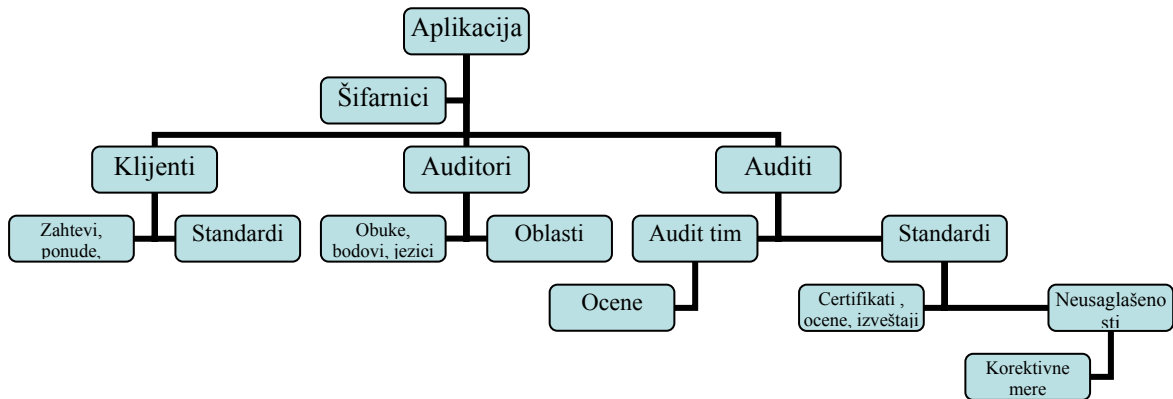 Aplikacija
Šifarnici
Klijenti
Auditori
Auditi
Zahtevi,
ponude,
Standardi
Obuke,
bodovi, jezici
Oblasti
Audit tim
Standardi
Ocene
Certifikati ,
ocene, izveštaji
Neusaglašeno
sti
Korektivne
mere